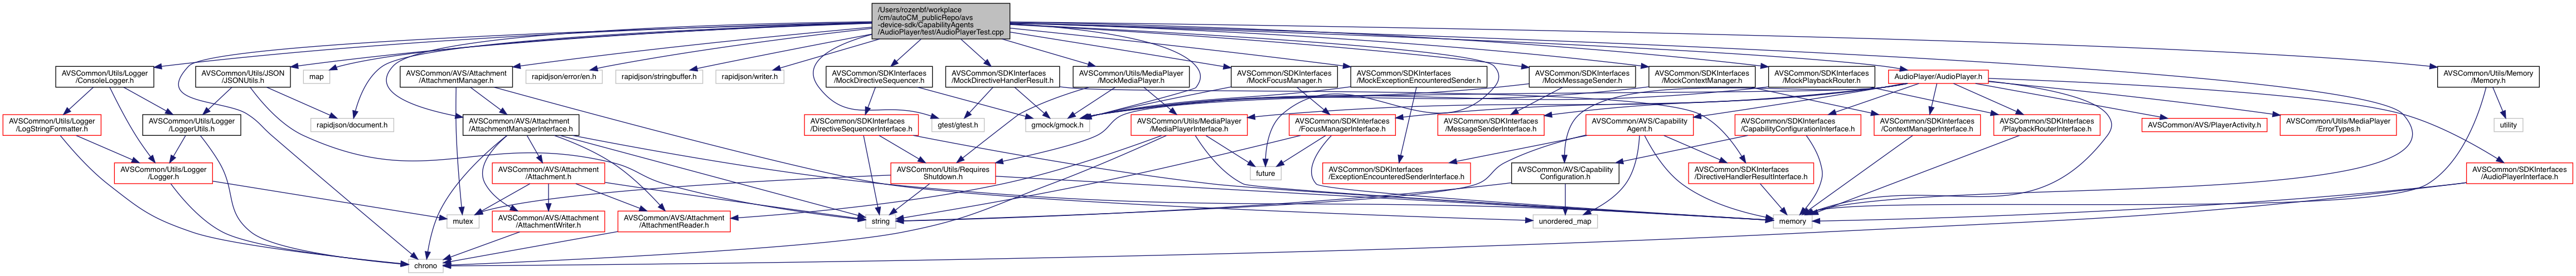 /Users/rozenbf/workplace
/cm/autoCM_publicRepo/avs
-device-sdk/CapabilityAgents
/AudioPlayer/test/AudioPlayerTest.cpp
AVSCommon/Utils/Logger
/ConsoleLogger.h
AVSCommon/Utils/JSON
/JSONUtils.h
map
AVSCommon/AVS/Attachment
/AttachmentManager.h
rapidjson/error/en.h
rapidjson/stringbuffer.h
rapidjson/writer.h
AVSCommon/SDKInterfaces
/MockDirectiveSequencer.h
AVSCommon/SDKInterfaces
/MockDirectiveHandlerResult.h
AVSCommon/Utils/MediaPlayer
/MockMediaPlayer.h
AVSCommon/SDKInterfaces
/MockFocusManager.h
AVSCommon/SDKInterfaces
/MockExceptionEncounteredSender.h
AVSCommon/SDKInterfaces
/MockMessageSender.h
AVSCommon/SDKInterfaces
/MockContextManager.h
AVSCommon/SDKInterfaces
/MockPlaybackRouter.h
AudioPlayer/AudioPlayer.h
AVSCommon/Utils/Memory
/Memory.h
AVSCommon/Utils/Logger
/LogStringFormatter.h
AVSCommon/Utils/Logger
/LoggerUtils.h
rapidjson/document.h
AVSCommon/AVS/Attachment
/AttachmentManagerInterface.h
AVSCommon/SDKInterfaces
/DirectiveSequencerInterface.h
gtest/gtest.h
gmock/gmock.h
AVSCommon/Utils/MediaPlayer
/MediaPlayerInterface.h
AVSCommon/SDKInterfaces
/FocusManagerInterface.h
AVSCommon/SDKInterfaces
/MessageSenderInterface.h
AVSCommon/AVS/Capability
Agent.h
AVSCommon/SDKInterfaces
/CapabilityConfigurationInterface.h
AVSCommon/SDKInterfaces
/ContextManagerInterface.h
AVSCommon/SDKInterfaces
/PlaybackRouterInterface.h
AVSCommon/AVS/PlayerActivity.h
AVSCommon/Utils/MediaPlayer
/ErrorTypes.h
utility
AVSCommon/Utils/Logger
/Logger.h
AVSCommon/AVS/Attachment
/Attachment.h
AVSCommon/Utils/Requires
Shutdown.h
future
AVSCommon/SDKInterfaces
/ExceptionEncounteredSenderInterface.h
AVSCommon/AVS/Capability
Configuration.h
AVSCommon/SDKInterfaces
/DirectiveHandlerResultInterface.h
AVSCommon/SDKInterfaces
/AudioPlayerInterface.h
mutex
AVSCommon/AVS/Attachment
/AttachmentWriter.h
AVSCommon/AVS/Attachment
/AttachmentReader.h
string
unordered_map
memory
chrono